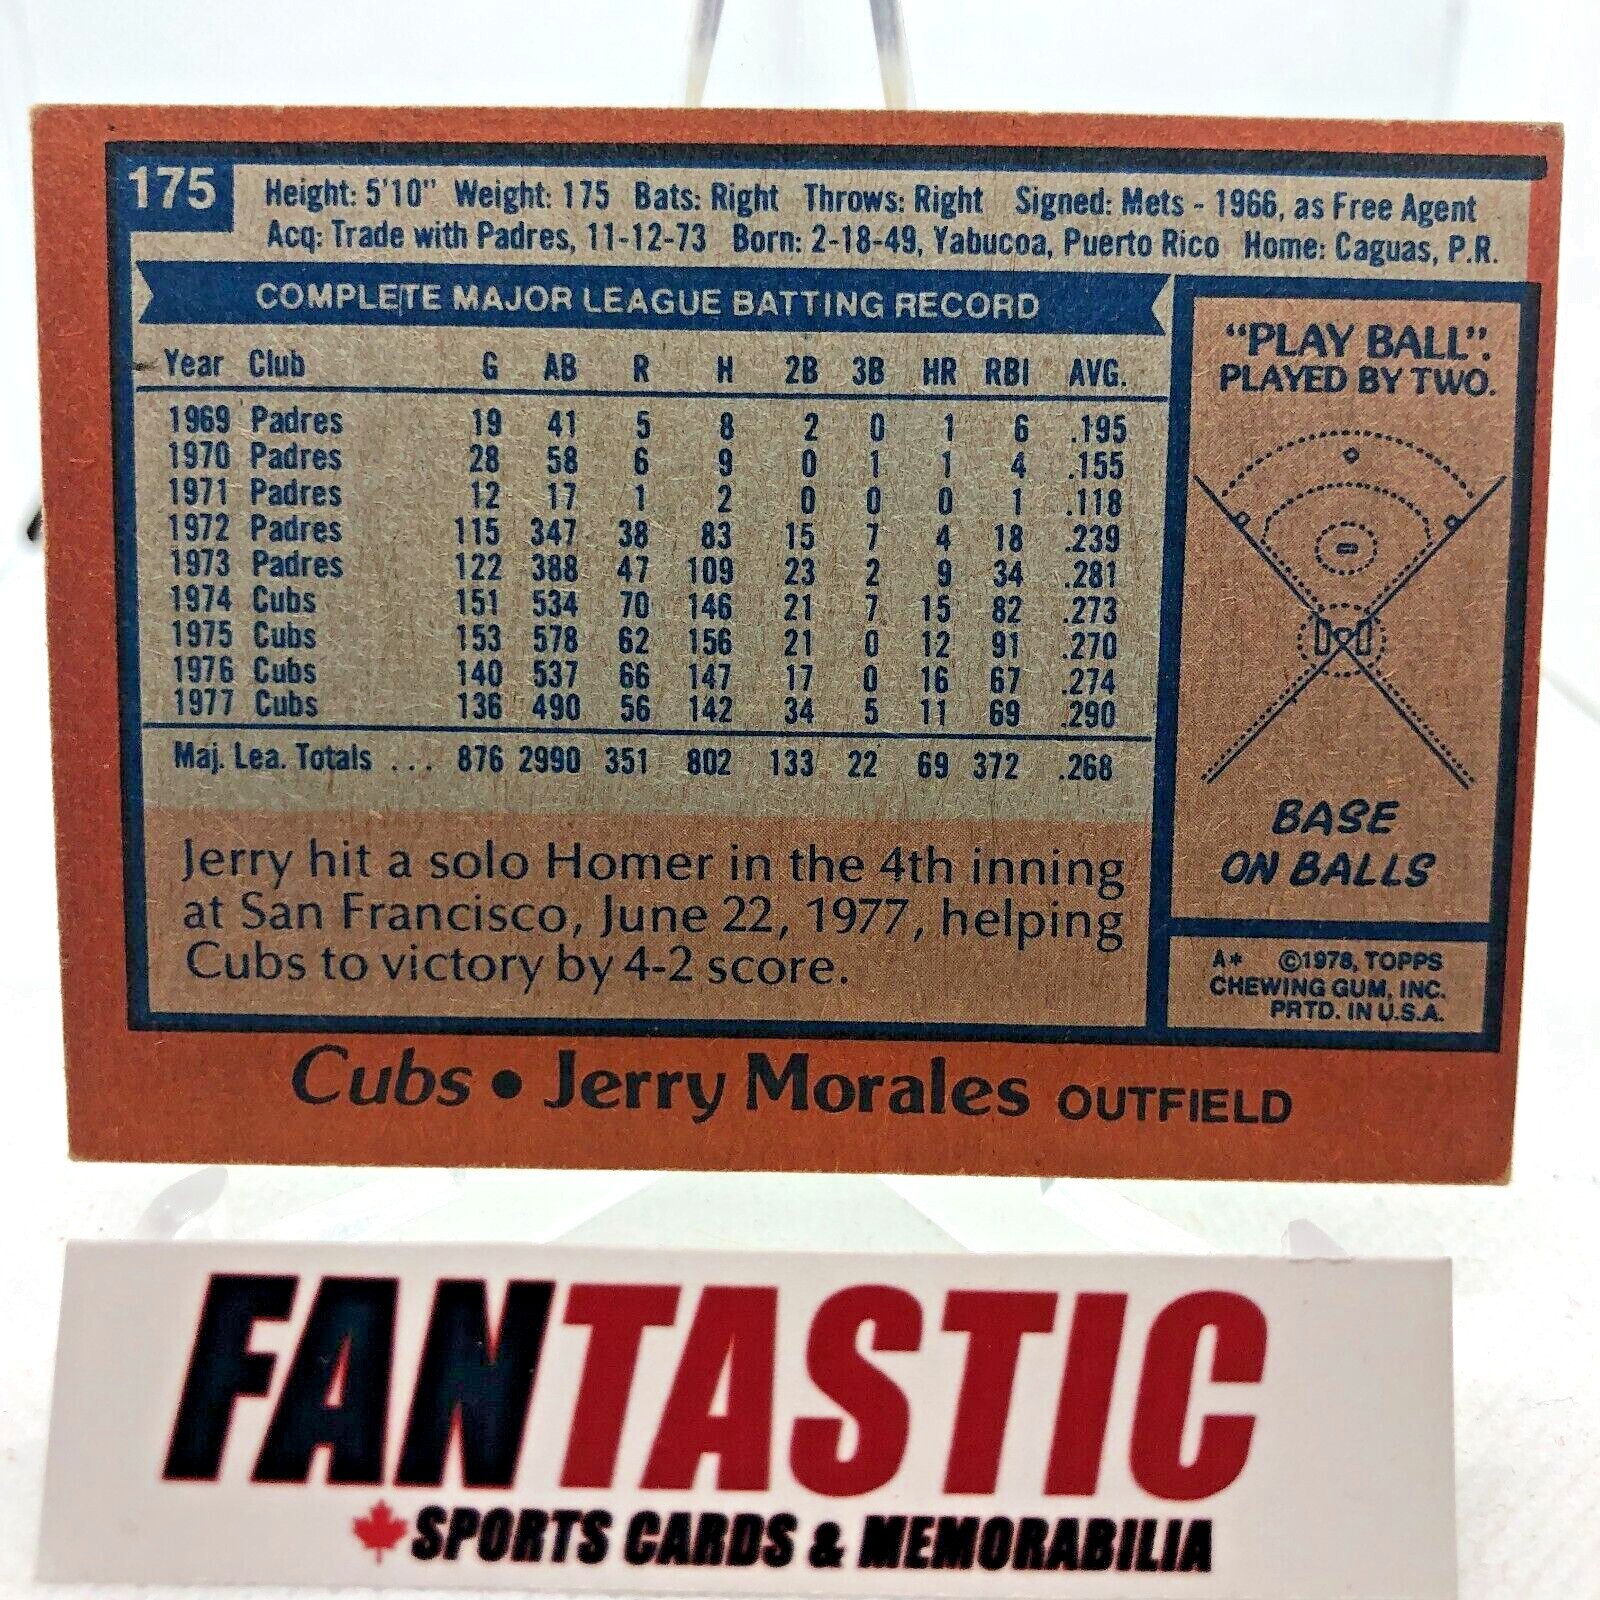 175
Height: 5'10" Weight: 175 Bats: Right Throws: Right Signed: Mets - 1966, as Free Agent
Acq: Trade with Padres, 11-12-73 Born: 2-18-49, Yabucoa, Puerto Rico Home: Caguas, P.R.
COMPLETE MAJOR LEAGUE BATTING RECORD
Year Club G AB R H 2B 3B HR RBI AVG.
1969 Padres 19 41 5 8 2 0 1 6 .195
1970 Padres 28 58 6 9 0 1 1 4 .155
1971 Padres 12 17 1 2 0 0 0 1 .118
1972 Padres 115 347 38 83 15 7 4 18 .239
1973 Padres 122 388 47 109 23 2 9 34 .281
1974 Cubs 151 534 70 146 21 7 15 82 .273
1975 Cubs 153 578 62 156 21 0 12 91 .270
1976 Cubs 140 537 66 147 17 0 16 67 .274
1977 Cubs 136 490 56 142 34 5 11 69 .290
Maj. Lea. Totals ... 876 2990 351 802 133 22 69 372 .268
Jerry hit a solo Homer in the 4th inning
at San Francisco, June 22, 1977, helping
Cubs to victory by 4-2 score.
"PLAY BALL".
PLAYED BY TWO.
BASE
ON BALLS
A* ©1978, TOPPS
CHEWING GUM, INC.
PRTD. IN U.S.A.
Cubs • Jerry Morales OUTFIELD
FANTASTIC
SPORTS CARDS & MEMORABILIA